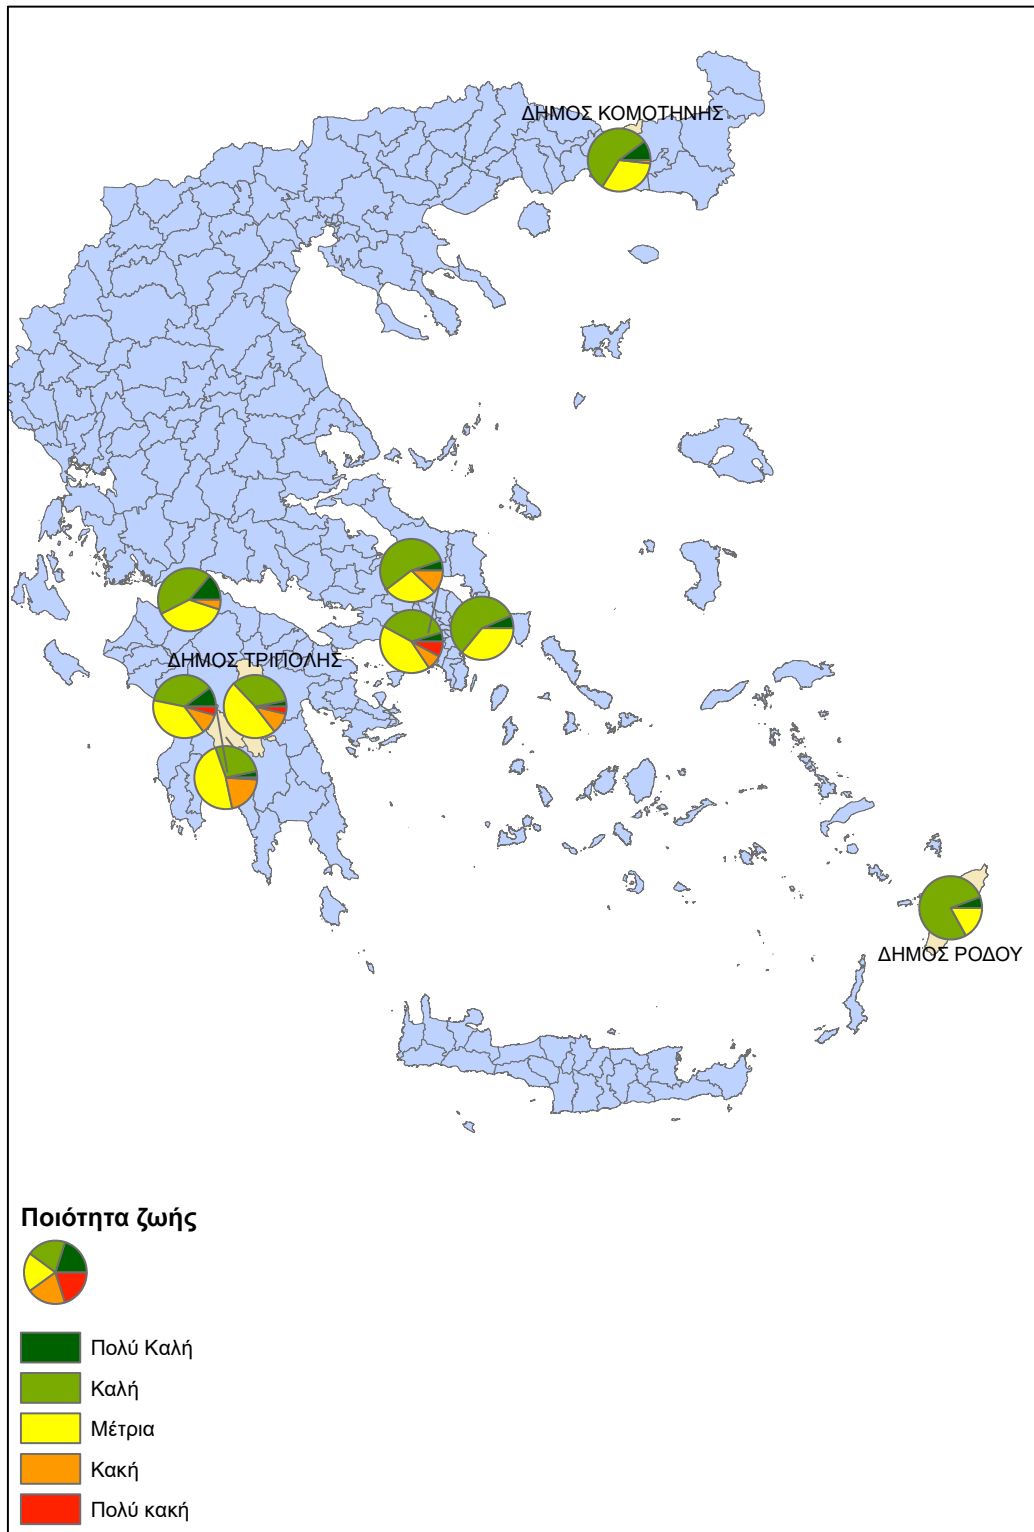 ΔΗΜΟΣ ΚΟΜΟΤΗΝΗΣ
ΔΗΜΟΣ ΤΡΙΠΟΛΗΣ
ΔΗΜΟΣ ΡΟΔΟΥ
Ποιότητα ζωής
Πολύ Καλή
Καλή
Μέτρια
Κακή
Πολύ κακή